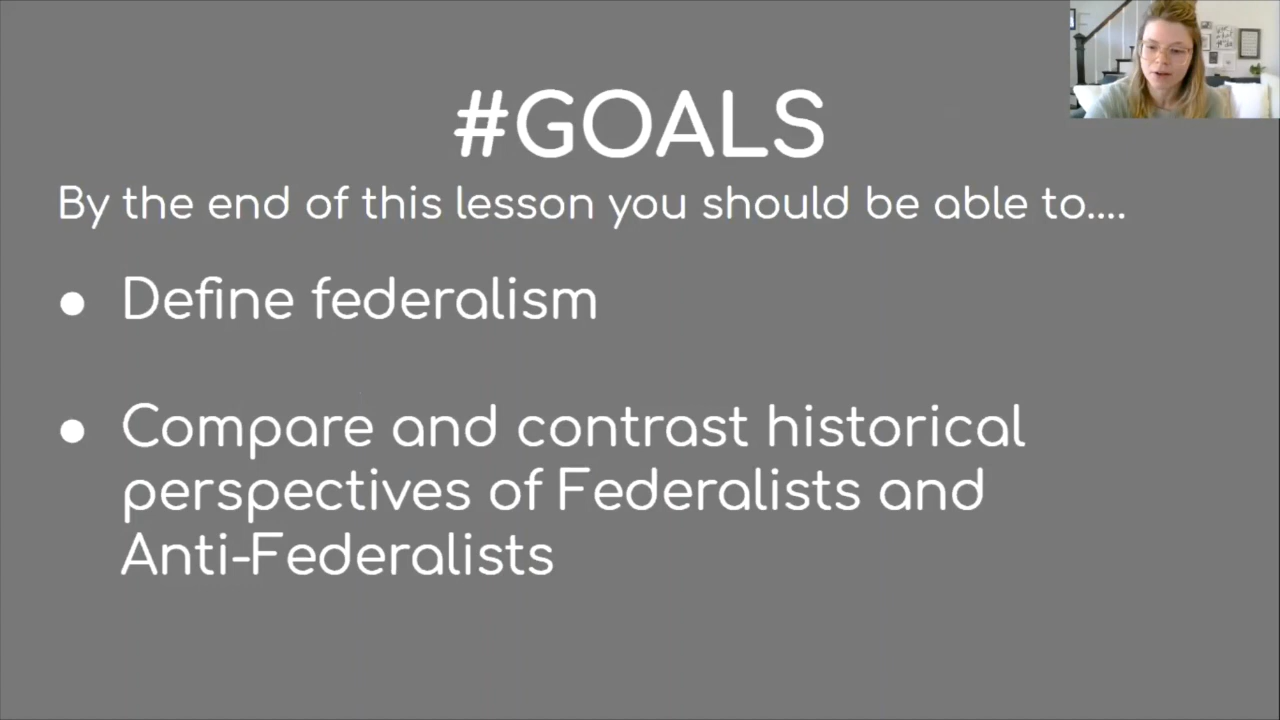 #GOALS
By the end of this lesson you should be able to....
● Define federalism
● Compare and contrast historical
perspectives of Federalists and
Anti-Federalists